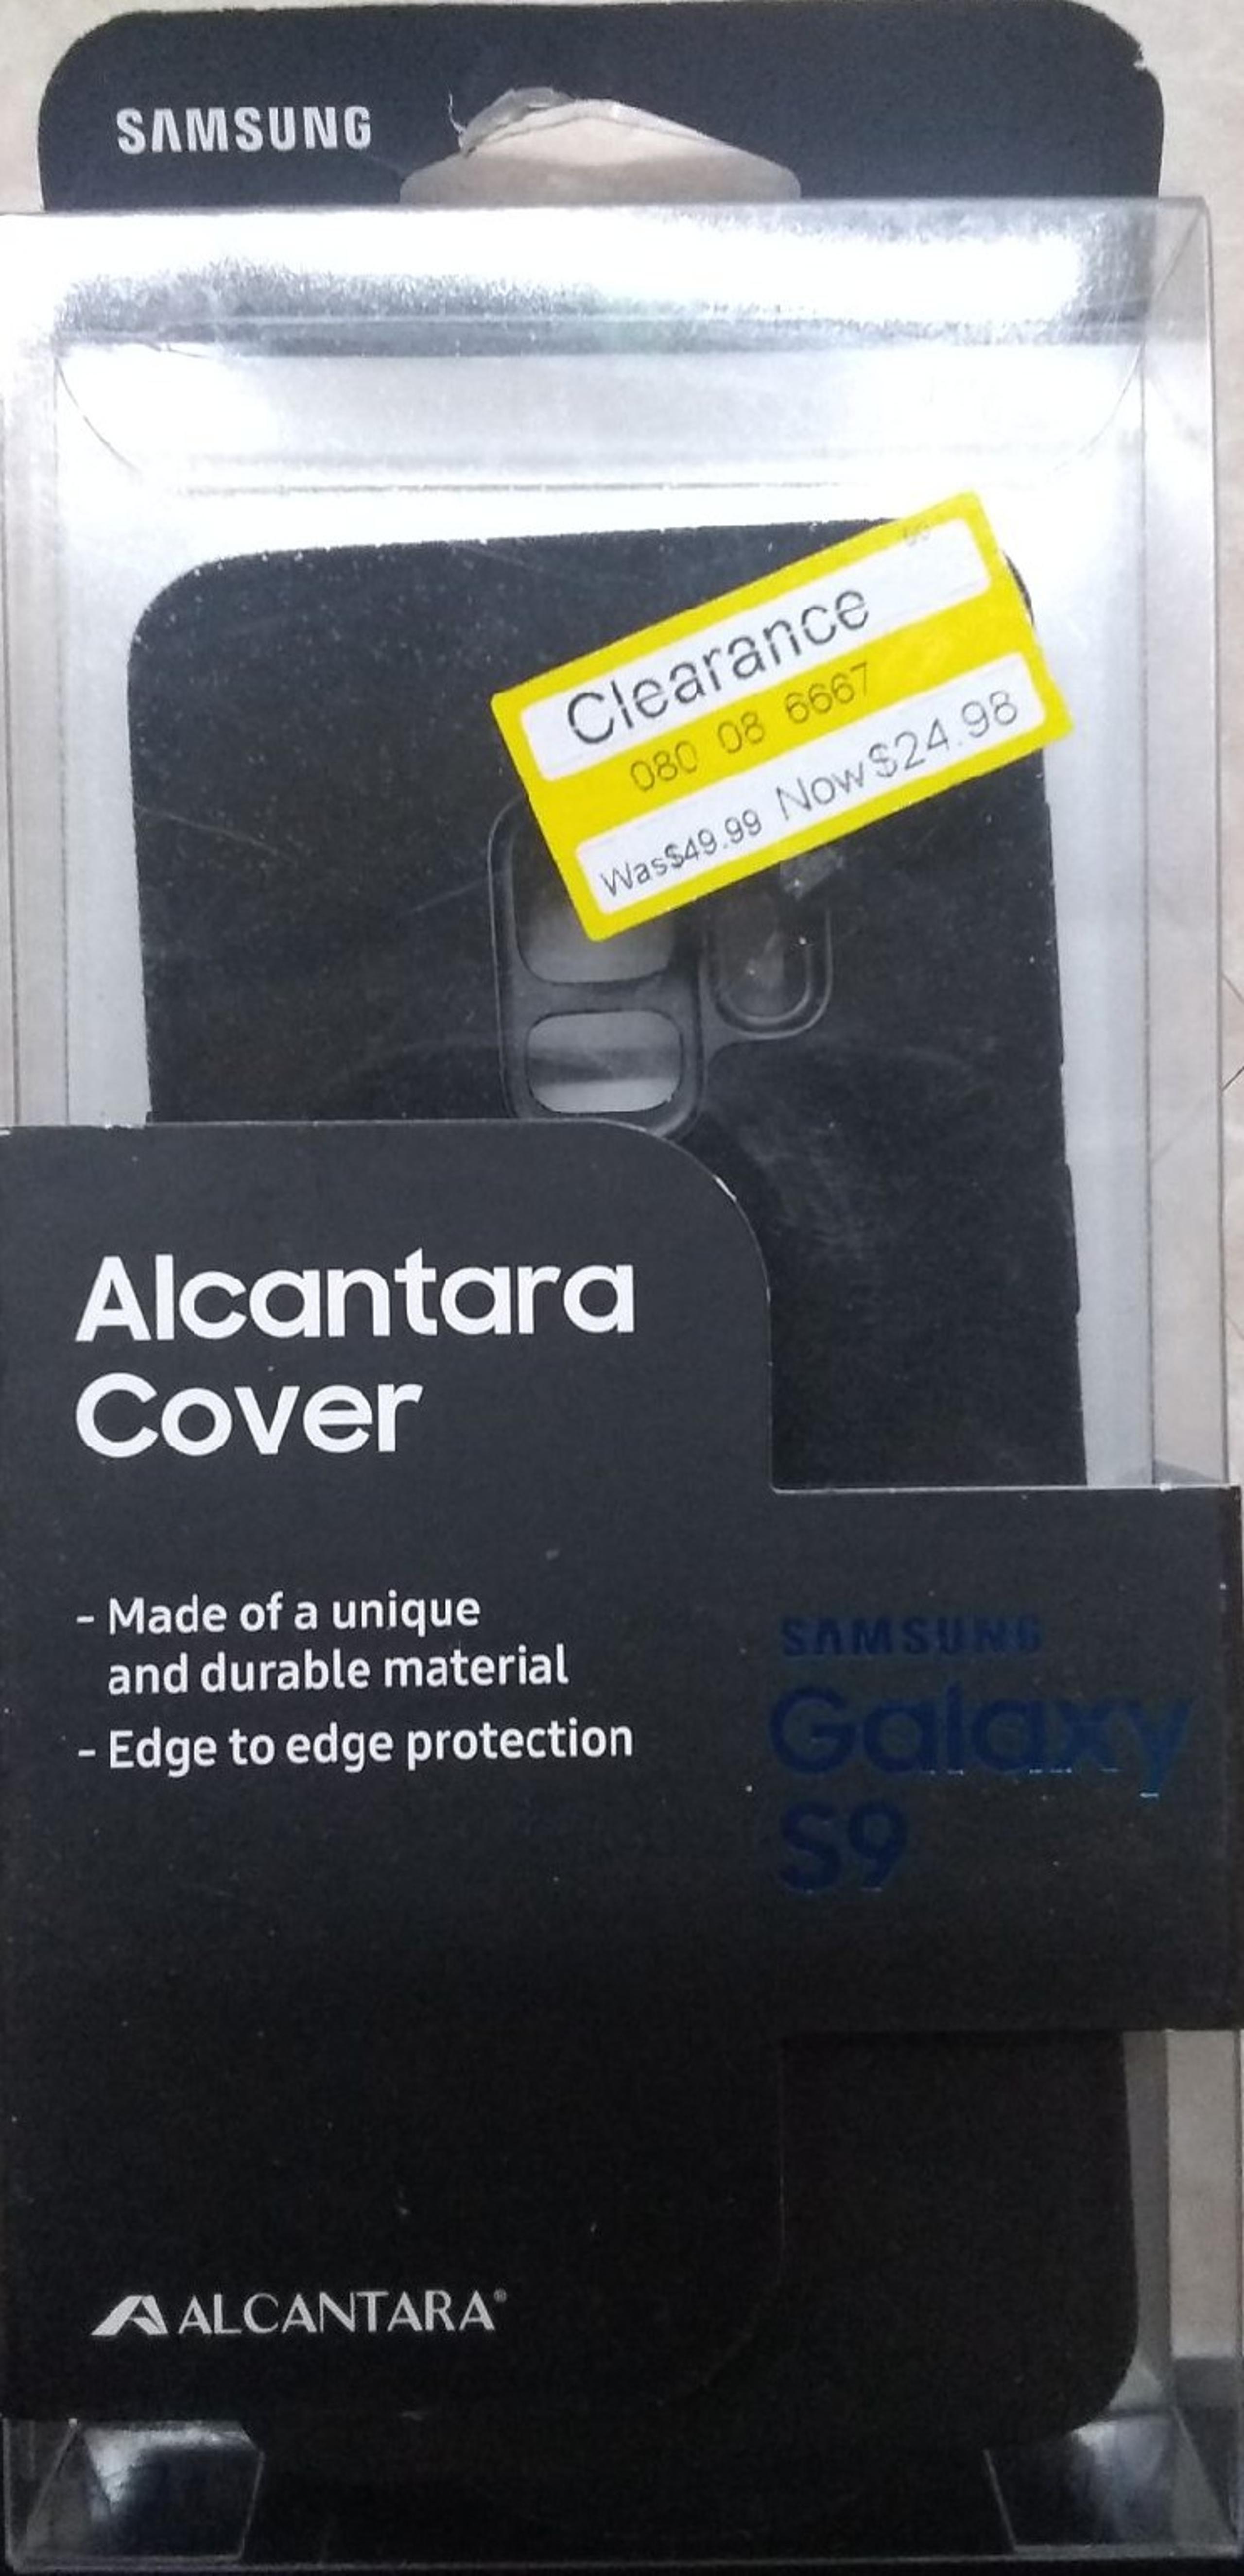 SAMSUNG
Clearance
080 08 6667
Was$49.99 Now$24.98
Alcantara
Cover
- Made of a unique
and durable material
- Edge to edge protection
SAMSUNG
Galaxy
S9
ALCANTARA®